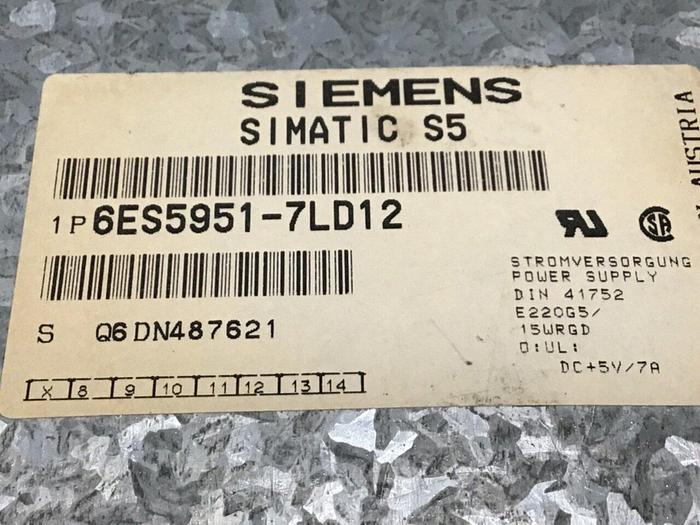 SIEMENS
SIMATIC S5
1P 6ES5951-7LD12
S Q6DN487621
X 8 9 10 11 12 13 14
STROMVERSORGUNG
POWER SUPPLY
DIN 41752
E220G5/
15WRGD
O:UL:
DC+5V/7A
AUSTRIA